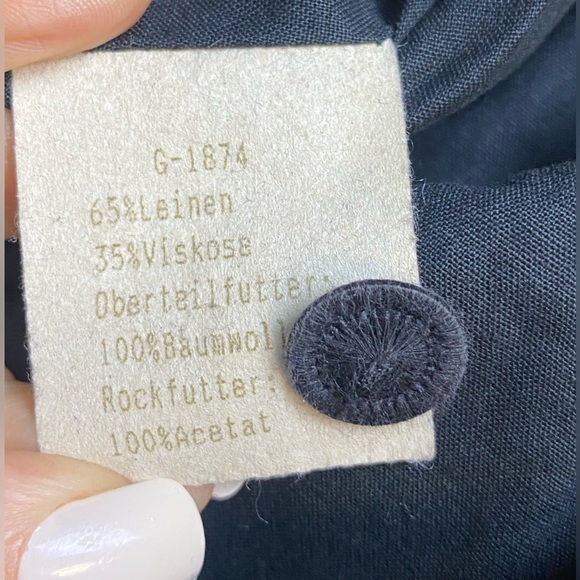 G-1874
65%Leinen
35%Viskose
Oberteilfutter:
100%Baumwoll
Rockfutter:
100%Acetat